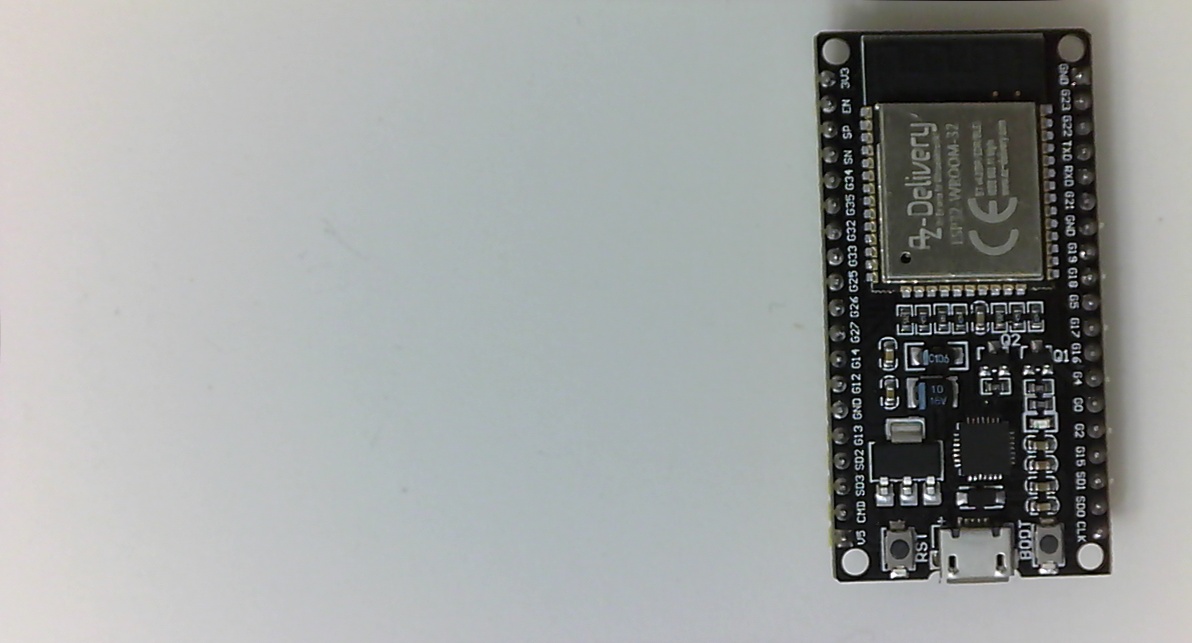 3V3
EN
SP
SN
G34
G35
G32
G33
G25
G26
G27
G14
G12
GND
G13
SD2
SD3
CMD
V5
AZ-Delivery
ESP32-WROOM-32
CE
GND
G23
G22
TXD
RXD
G21
GND
G19
G18
G5
G17
G16
G4
G0
G2
G15
SD1
SD0
CLK
Q2
Q1
C106
10
16V
RST
BOOT